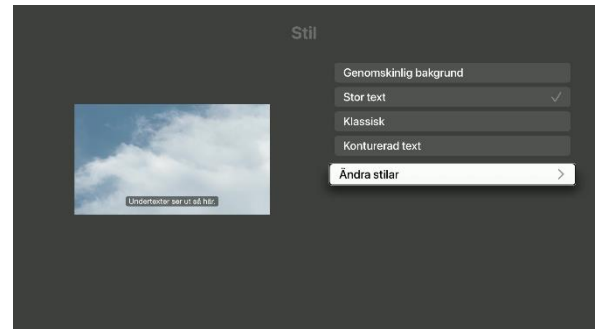 Stil
Genomskinlig bakgrund
Stor text
Klassisk
Konturerad text
Ändra stilar
Undertexter ser ut så här.